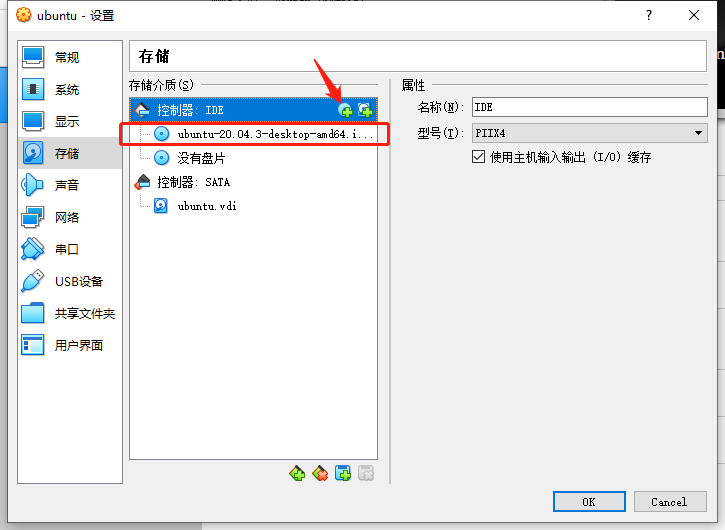 ubuntu - 设置
?
常规
系统
显示
存储
声音
网络
串口
USB设备
共享文件夹
用户界面
存储
存储介质(S)
控制器: IDE
ubuntu-20.04.3-desktop-amd64.i...
没有盘片
控制器: SATA
ubuntu.vdi
属性
名称(N): IDE
型号(T): PIIX4
使用主机输入输出 (I/O) 缓存
OK
Cancel